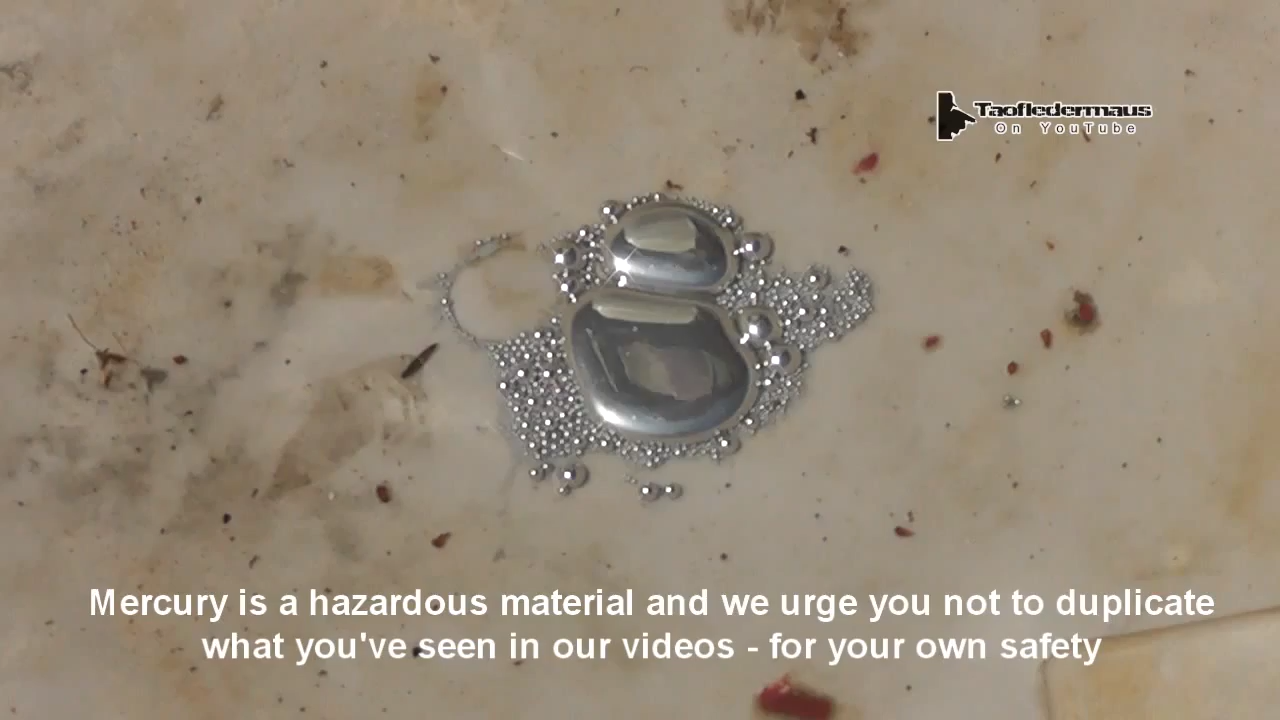 Taofledermaus
On YouTube
Mercury is a hazardous material and we urge you not to duplicate
what you've seen in our videos - for your own safety